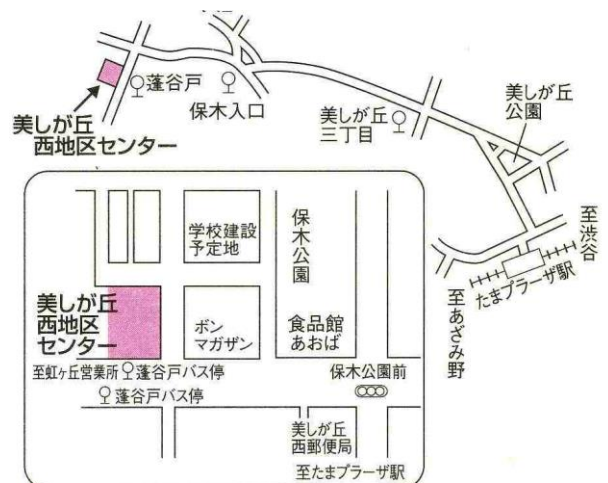 蓬谷戸
保木入口
美しが丘
西地区センター
美しが丘
三丁目
美しが丘
公園
至渋谷
たまプラーザ駅
至あざみ野
学校建設
予定地
保木公園
美しが丘
西地区
センター
ボン
マガザン
食品館
あおば
至虹ヶ丘営業所
蓬谷戸バス停
保木公園前
蓬谷戸バス停
美しが丘
西郵便局
至たまプラーザ駅